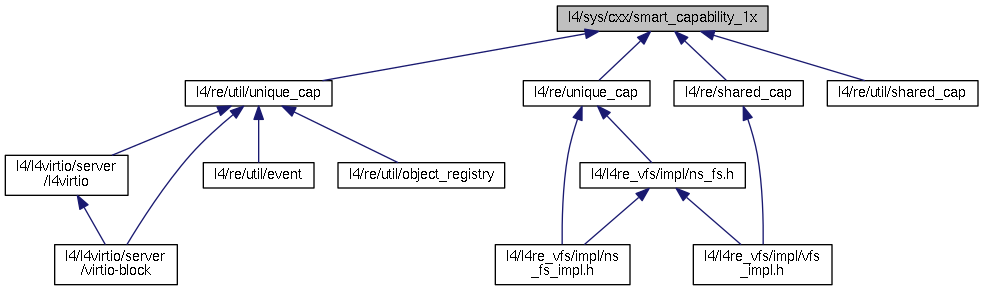 l4/sys/cxx/smart_capability_1x
l4/re/util/unique_cap
l4/re/unique_cap
l4/re/shared_cap
l4/re/util/shared_cap
l4/l4virtio/server
/l4virtio
l4/re/util/event
l4/re/util/object_registry
l4/l4re_vfs/impl/ns_fs.h
l4/l4virtio/server
/virtio-block
l4/l4re_vfs/impl/ns
_fs_impl.h
l4/l4re_vfs/impl/vfs
_impl.h